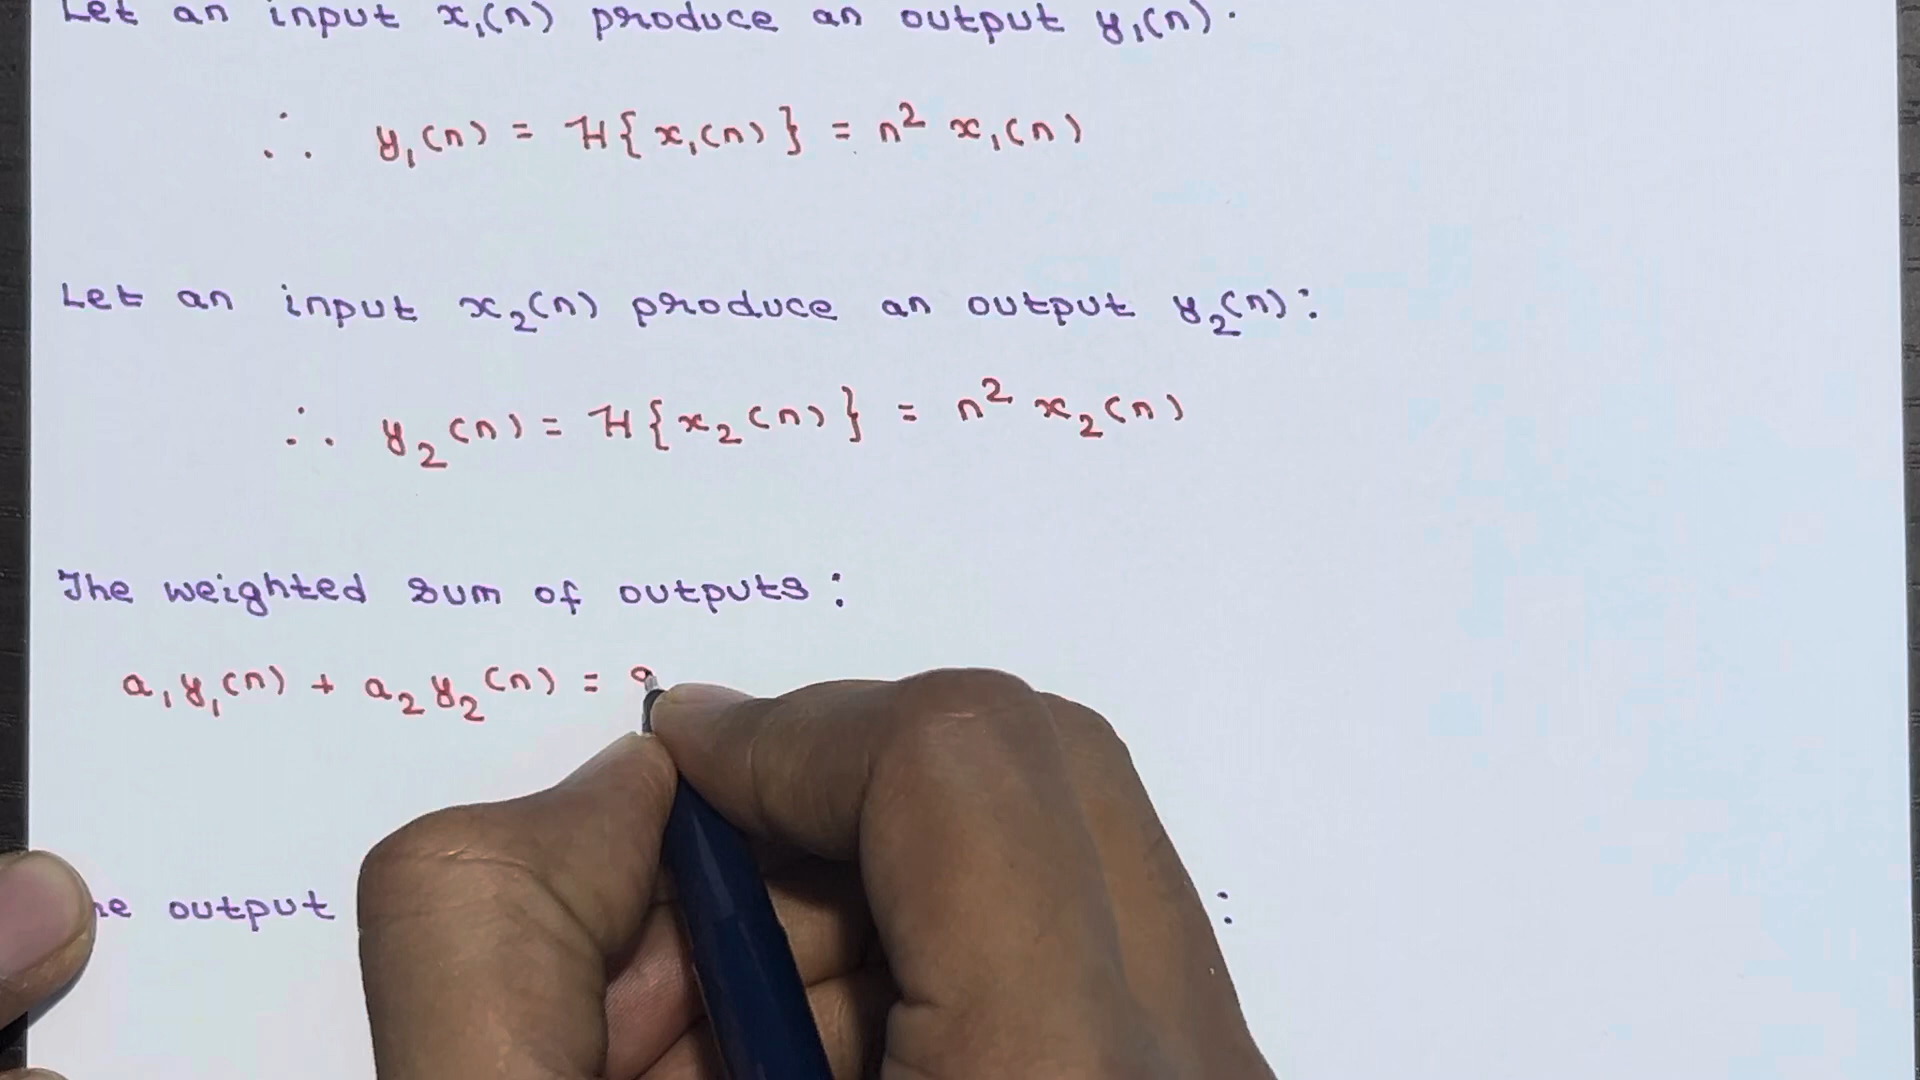 Let an input x₁(n) produce an output y₁(n).
∴ y₁(n) = H{x₁(n)} = n² x₁(n)
Let an input x₂(n) produce an output y₂(n):
∴ y₂(n) = H{x₂(n)} = n² x₂(n)
The weighted sum of outputs:
a₁y₁(n) + a₂y₂(n) =
output :